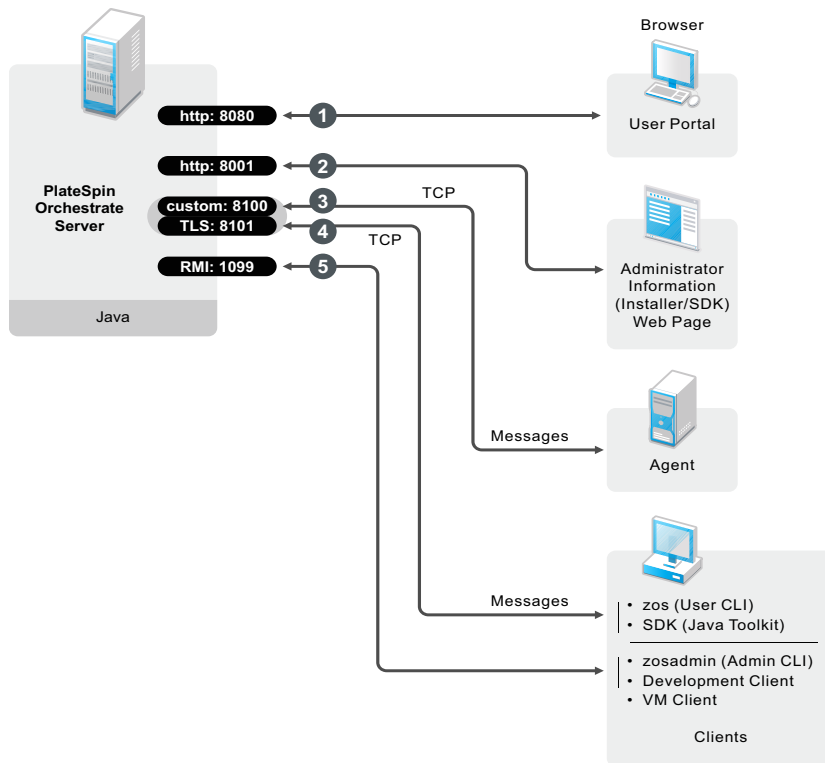 Browser
User Portal
http: 8080
1
http: 8001
2
PlateSpin
Orchestrate
Server
custom: 8100
3
TCP
TLS: 8101
4
TCP
RMI: 1099
5
Java
Administrator
Information
(Installer/SDK)
Web Page
Messages
Agent
Messages
• zos (User CLI)
• SDK (Java Toolkit)
• zosadmin (Admin CLI)
• Development Client
• VM Client
Clients